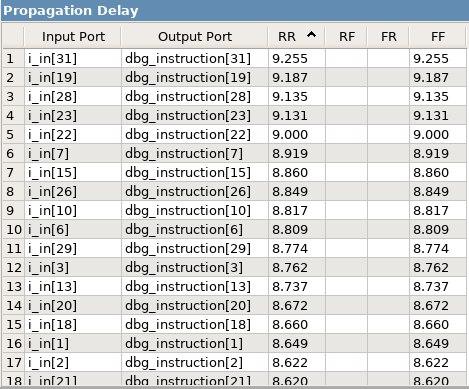 Propagation Delay
Input Port Output Port RR RF FR FF
1 i_in[31] dbg_instruction[31] 9.255 9.255
2 i_in[19] dbg_instruction[19] 9.187 9.187
3 i_in[28] dbg_instruction[28] 9.135 9.135
4 i_in[23] dbg_instruction[23] 9.131 9.131
5 i_in[22] dbg_instruction[22] 9.000 9.000
6 i_in[7] dbg_instruction[7] 8.919 8.919
7 i_in[15] dbg_instruction[15] 8.860 8.860
8 i_in[26] dbg_instruction[26] 8.849 8.849
9 i_in[10] dbg_instruction[10] 8.817 8.817
10 i_in[6] dbg_instruction[6] 8.809 8.809
11 i_in[29] dbg_instruction[29] 8.774 8.774
12 i_in[3] dbg_instruction[3] 8.762 8.762
13 i_in[13] dbg_instruction[13] 8.737 8.737
14 i_in[20] dbg_instruction[20] 8.672 8.672
15 i_in[18] dbg_instruction[18] 8.660 8.660
16 i_in[1] dbg_instruction[1] 8.649 8.649
17 i_in[2] dbg_instruction[2] 8.622 8.622
18 i_in[21] dbg_instruction[21] 8.620 8.620